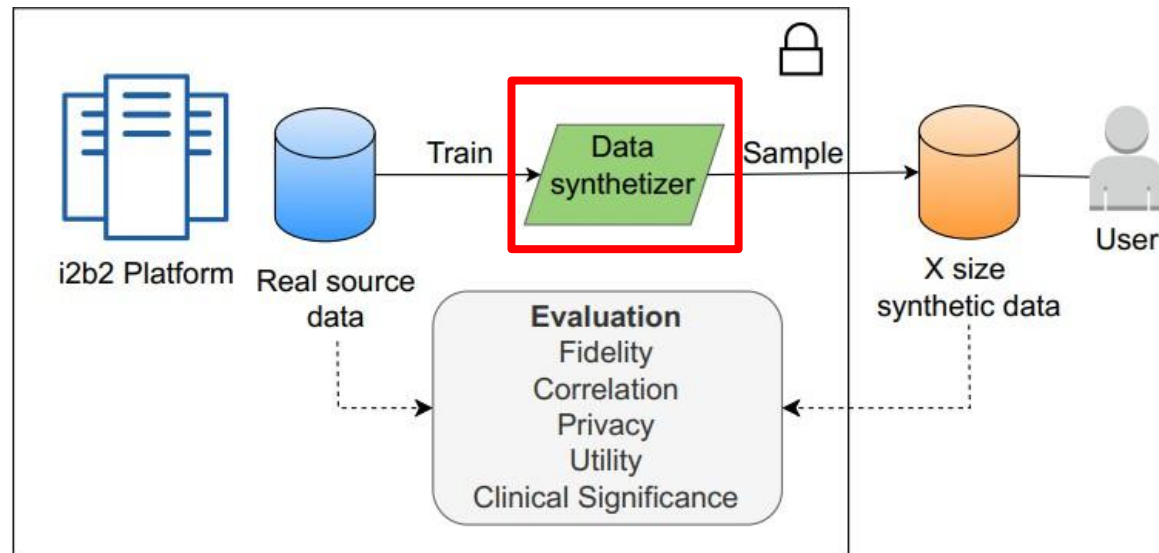 i2b2 Platform
Real source
data
Train
Data
synthetizer
Sample
X size
synthetic data
User
Evaluation
Fidelity
Correlation
Privacy
Utility
Clinical Significance